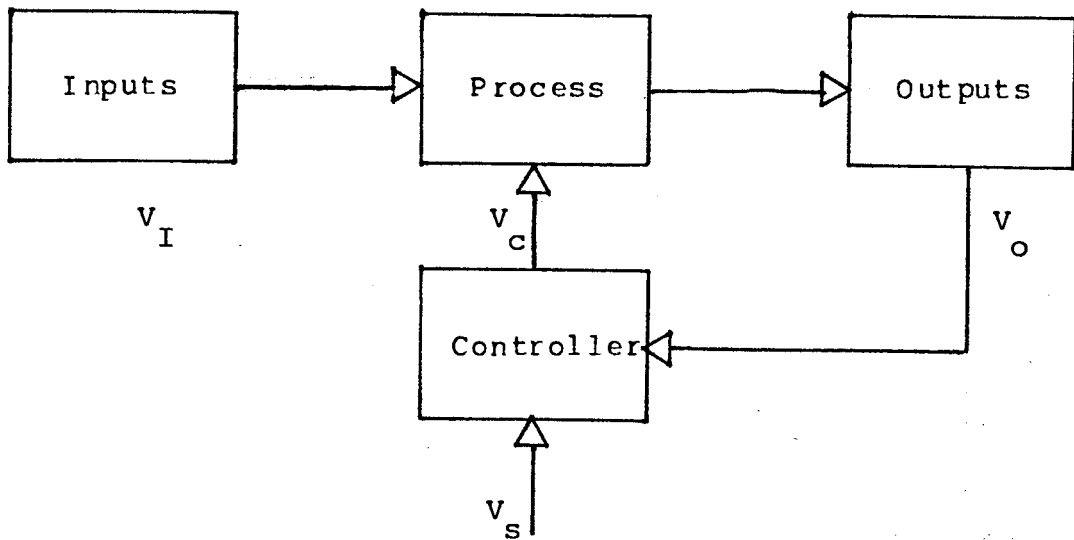 Inputs
Process
Outputs
V_I
V_c
V_o
Controller
V_s